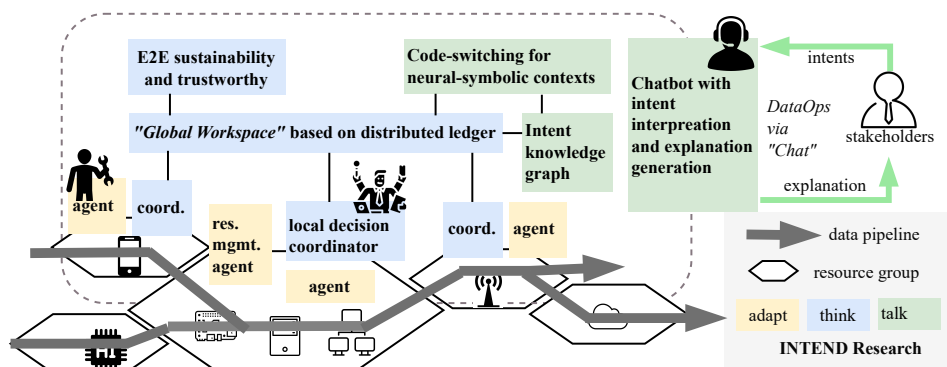 E2E sustainability
and trustworthy
Code-switching for
neural-symbolic contexts
"Global Workspace" based on distributed ledger
Intent
knowledge
graph
Chatbot with
intent
interpreation
and explanation
generation
intents
DataOps
via
"Chat"
stakeholders
explanation
agent
coord.
res.
mgmt.
agent
local decision
coordinator
agent
coord.
agent
data pipeline
resource group
adapt
think
talk
INTEND Research